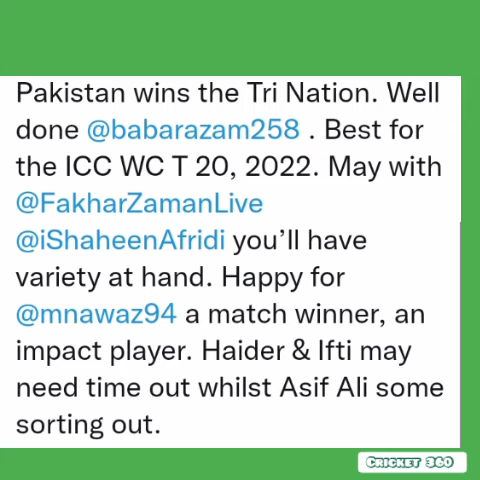 Pakistan wins the Tri Nation. Well
done @babarazam258 . Best for
the ICC WC T 20, 2022. May with
@FakharZamanLive
@iShaheenAfridi you’ll have
variety at hand. Happy for
@mnawaz94 a match winner, an
impact player. Haider & Ifti may
need time out whilst Asif Ali some
sorting out.
CRICKET 360